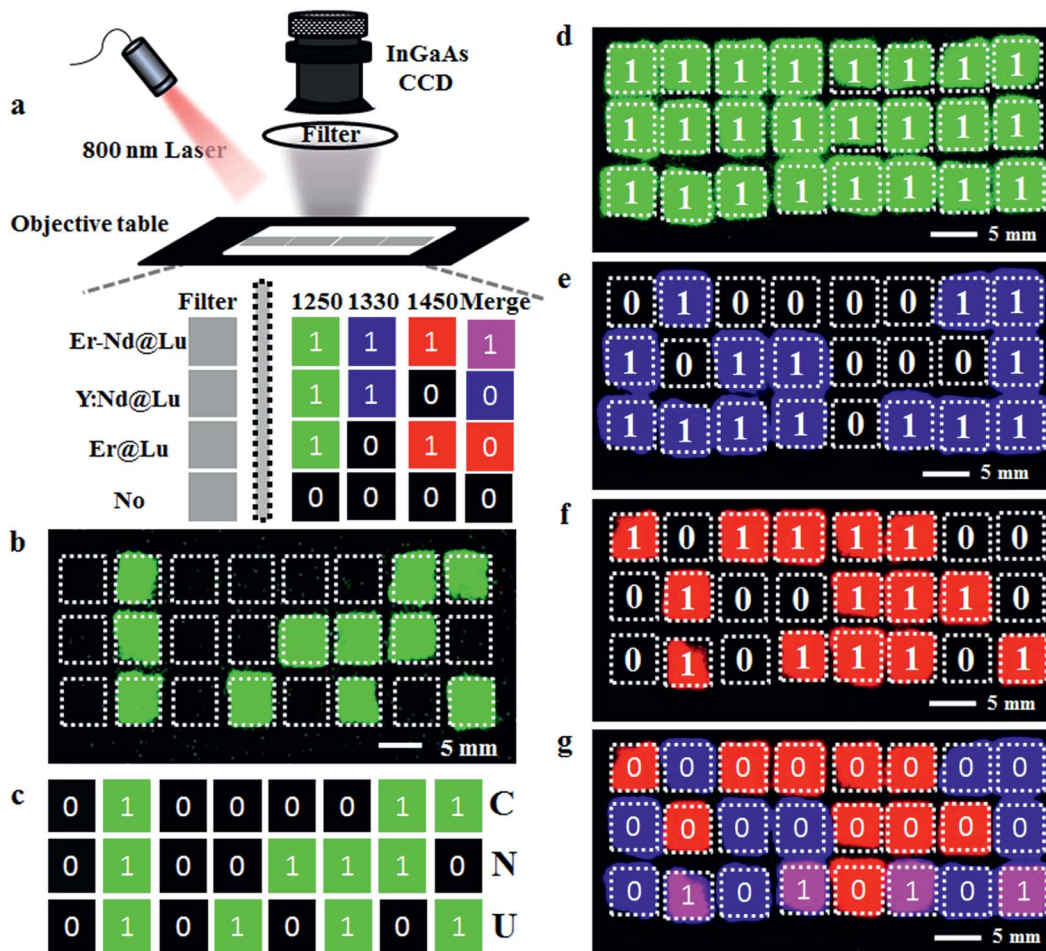 a
InGaAs
CCD
Filter
800 nm Laser
Objective table
Filter 1250 1330 1450 Merge
Er-Nd@Lu 1 1 1 1
Y:Nd@Lu 1 1 0 0
Er@Lu 1 0 1 0
No 0 0 0 0
b
5 mm
c
0 1 0 0 0 0 1 1 C
0 1 0 0 1 1 1 0 N
0 1 0 1 0 1 0 1 U
d
1 1 1 1 1 1 1 1
1 1 1 1 1 1 1 1
1 1 1 1 1 1 1 1
5 mm
e
0 1 0 0 0 0 1 1
1 0 1 1 0 0 0 1
1 1 1 1 0 1 1 1
5 mm
f
1 0 1 1 1 1 0 0
0 1 0 0 1 1 1 0
0 1 0 1 1 1 0 1
5 mm
g
0 0 0 0 0 0 0 0
0 0 0 0 0 0 0 0
0 1 0 1 0 1 0 1
5 mm